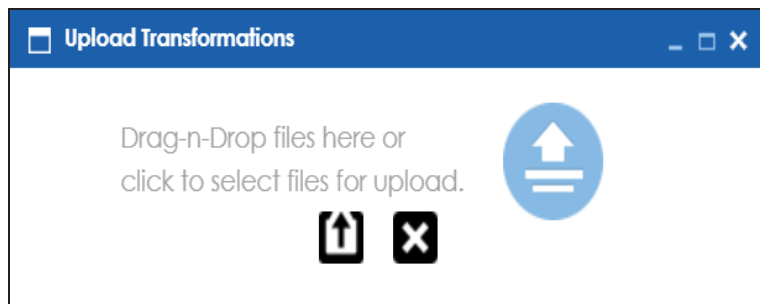 Upload Transformations
Drag-n-Drop files here or
click to select files for upload.